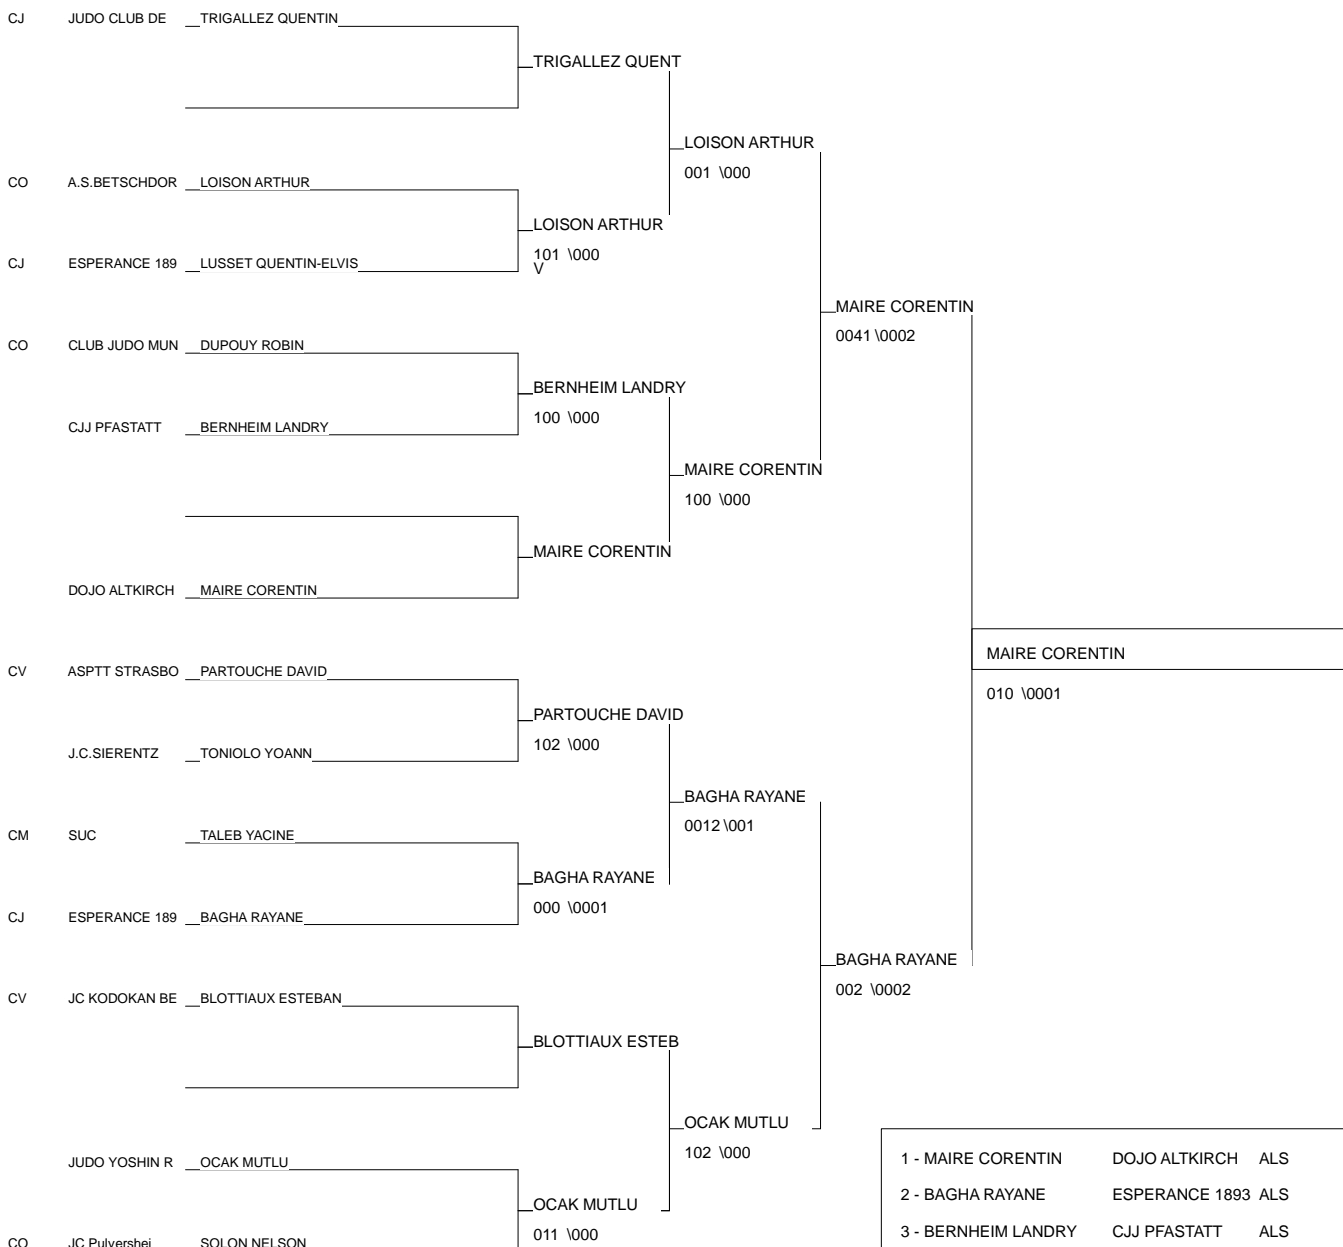 CJ JUDO CLUB DE TRIGALLEZ QUENTIN
TRIGALLEZ QUENT
LOISON ARTHUR
001 \000
CO A.S.BETSCHDOR LOISON ARTHUR
LOISON ARTHUR
101 \000
V
CJ ESPERANCE 189 LUSSET QUENTIN-ELVIS
MAIRE CORENTIN
0041 \0002
CO CLUB JUDO MUN DUPOUY ROBIN
BERNHEIM LANDRY
100 \000
CJJ PFASTATT BERNHEIM LANDRY
MAIRE CORENTIN
100 \000
MAIRE CORENTIN
DOJO ALTKIRCH MAIRE CORENTIN
MAIRE CORENTIN
010 \0001
CV ASPTT STRASBO PARTOUCHE DAVID
PARTOUCHE DAVID
102 \000
J.C.SIERENTZ TONIOLO YOANN
BAGHA RAYANE
0012 \001
CM SUC TALEB YACINE
BAGHA RAYANE
000 \0001
CJ ESPERANCE 189 BAGHA RAYANE
BAGHA RAYANE
002 \0002
CV JC KODOKAN BE BLOTTIAUX ESTEBAN
BLOTTIAUX ESTEB
OCAK MUTLU
102 \000
JUDO YOSHIN R OCAK MUTLU
OCAK MUTLU
011 \000
CO JC Pulvershei SOLON NELSON
1 - MAIRE CORENTIN DOJO ALTKIRCH ALS
2 - BAGHA RAYANE ESPERANCE 1893 ALS
3 - BERNHEIM LANDRY CJJ PFASTATT ALS